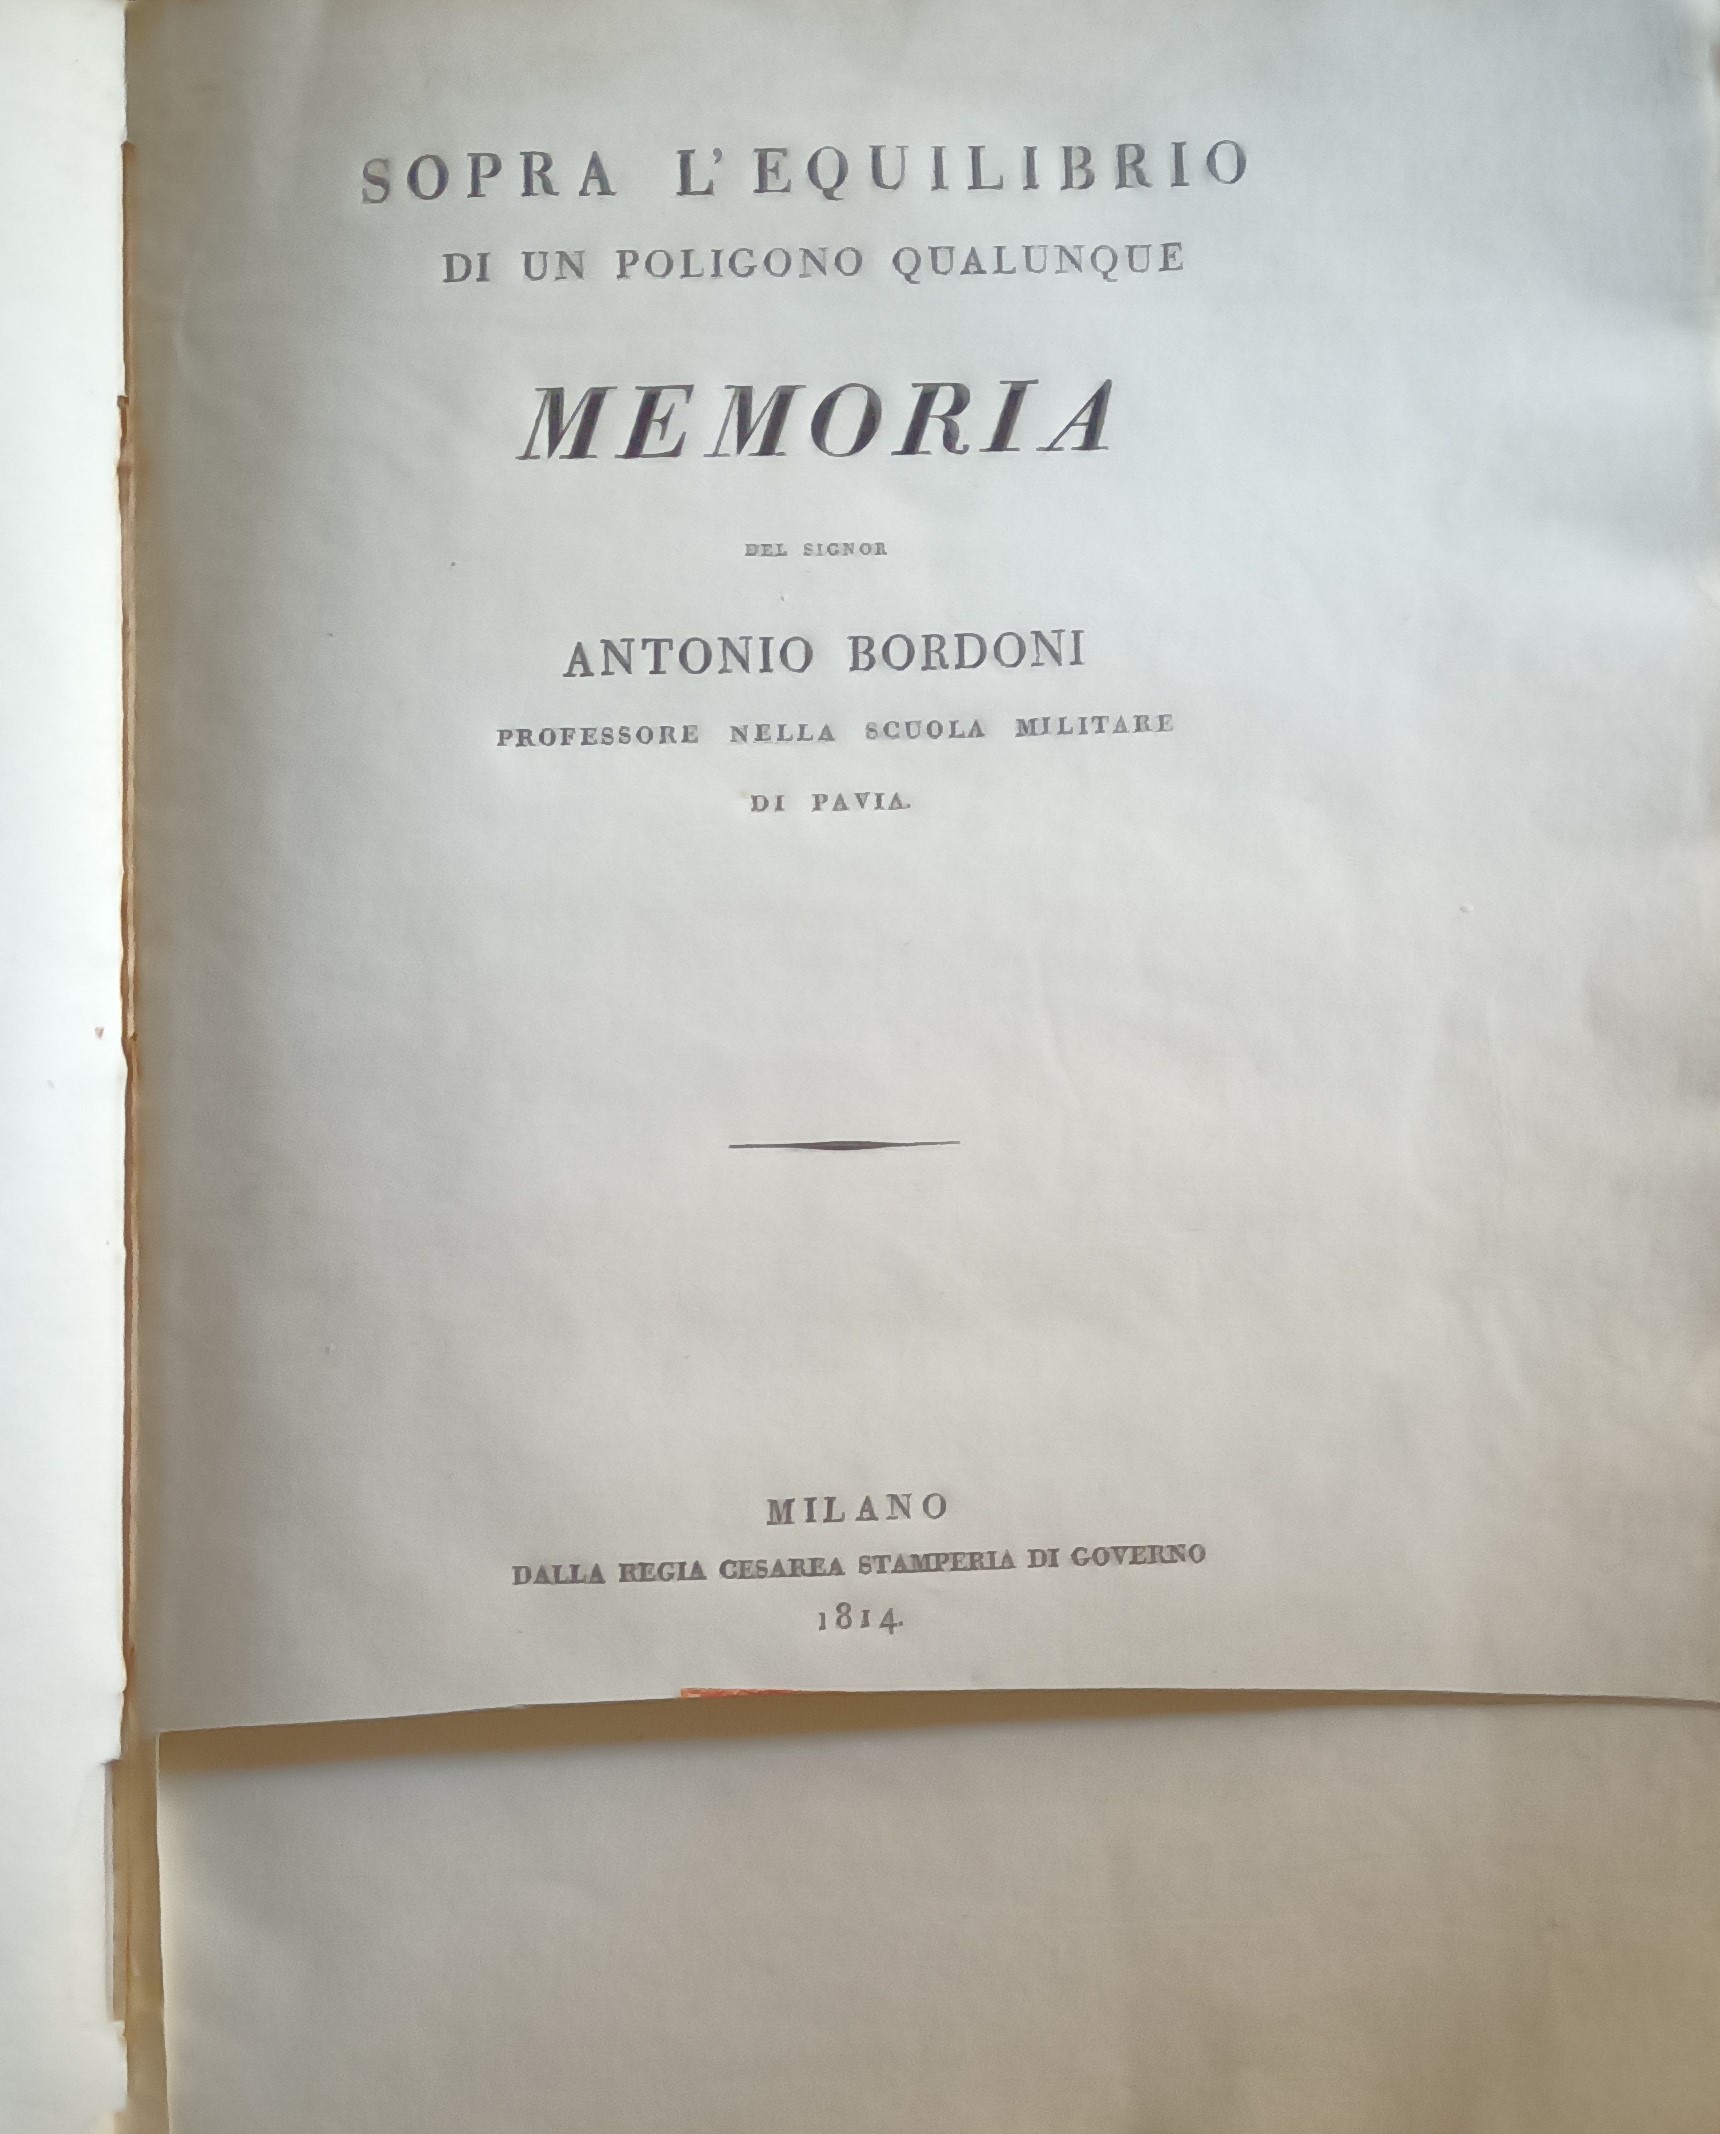 SOPRA L'EQUILIBRIO
DI UN POLIGONO QUALUNQUE
MEMORIA
DEL SIGNOR
ANTONIO BORDONI
PROFESSORE NELLA SCUOLA MILITARE
DI PAVIA.
MILANO
DALLA REGIA CESAREA STAMPERIA DI GOVERNO
1814.